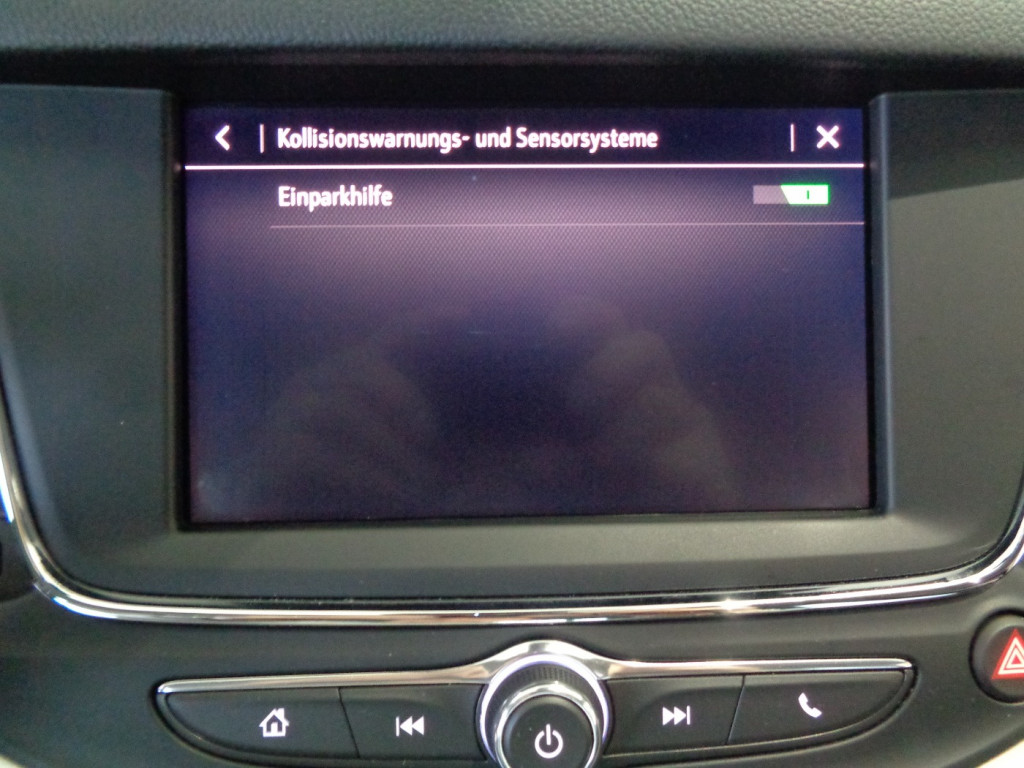 Kollisionswarnungs- und Sensorsysteme
Einparkhilfe